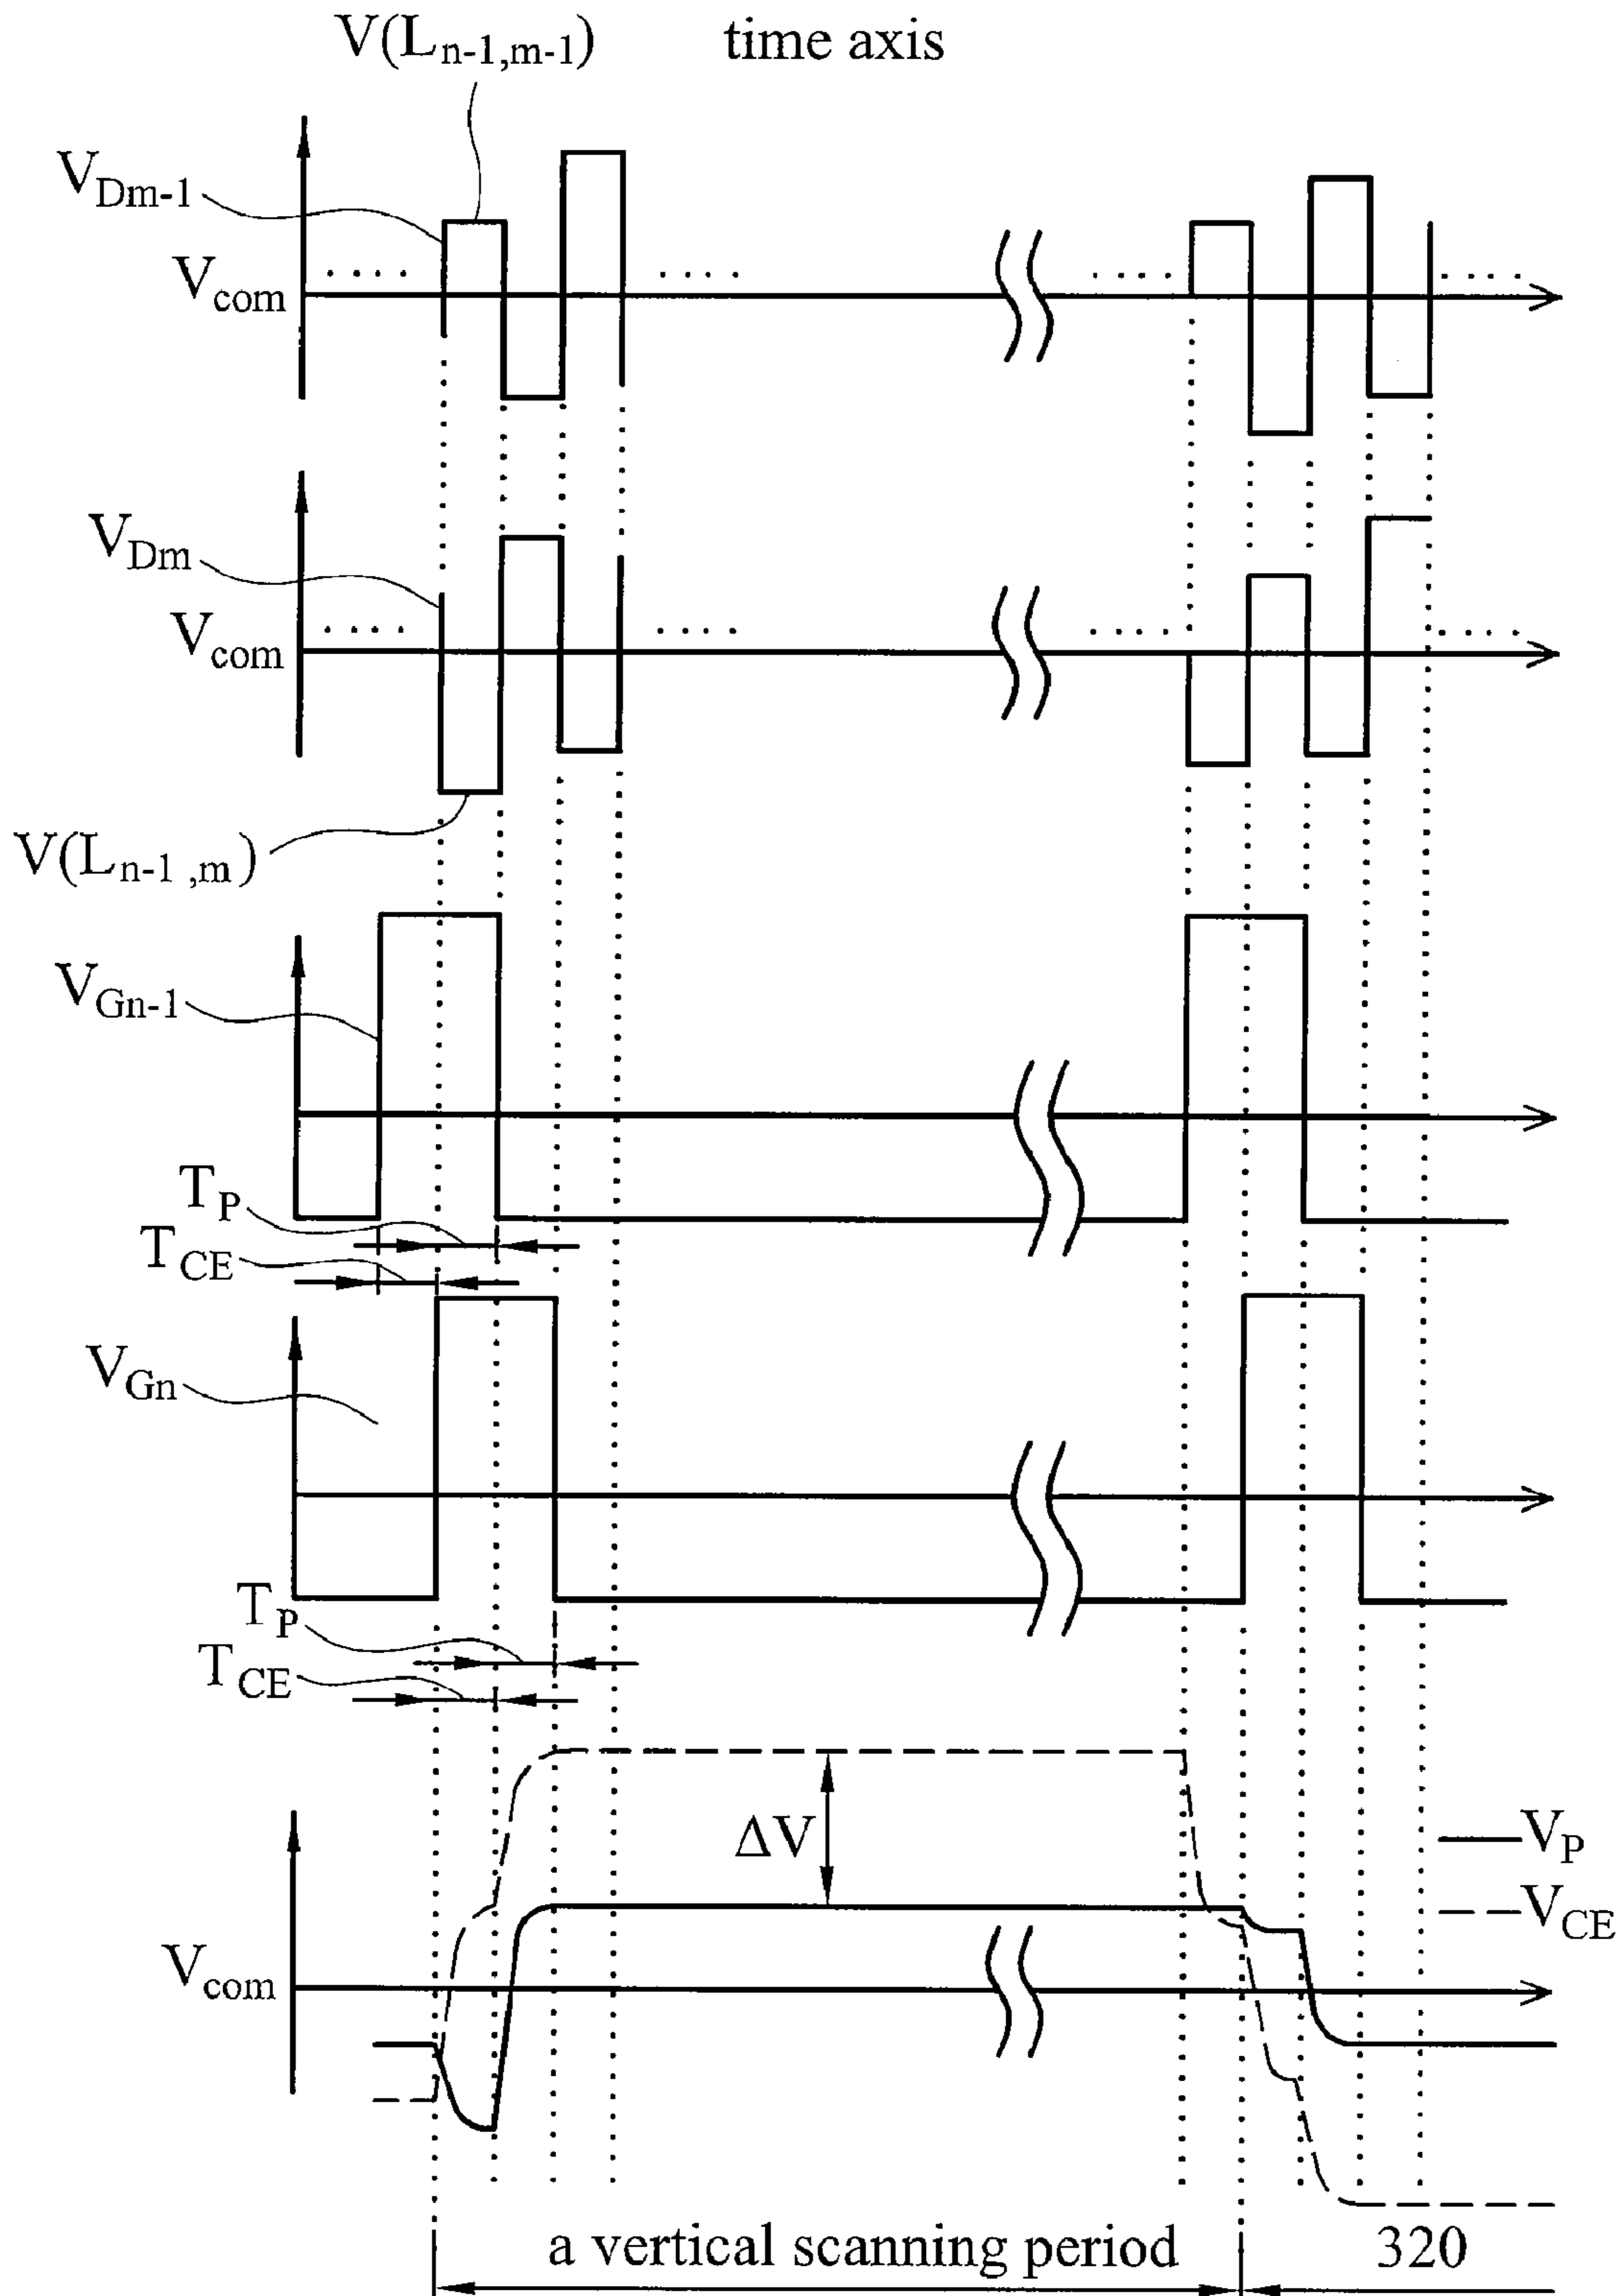 V(Ln-1,m-1) time axis
VDm-1
Vcom .... .... .... ....
VDm
Vcom .... .... .... ....
V(Ln-1,m)
VGn-1
TP
TCE
VGn
TP
TCE
ΔV
VP
VCE
Vcom
a vertical scanning period 320